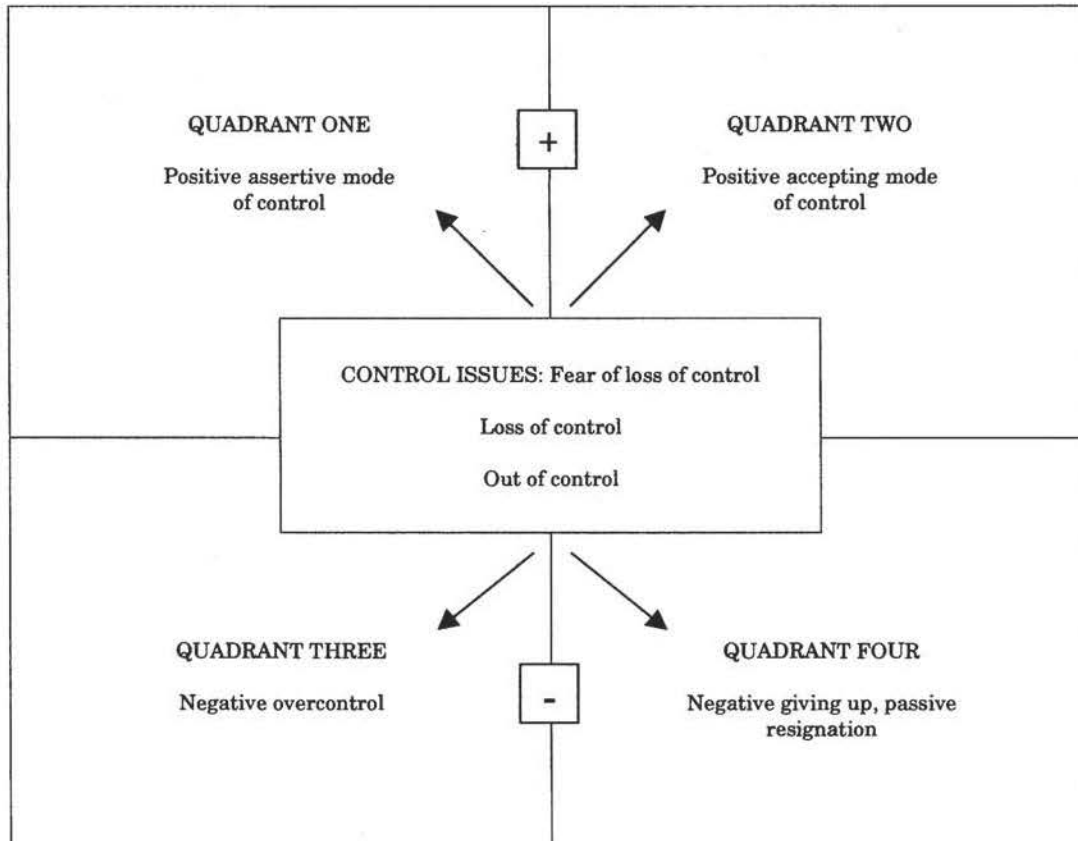 QUADRANT ONE
Positive assertive mode
of control
+
QUADRANT TWO
Positive accepting mode
of control
CONTROL ISSUES: Fear of loss of control
Loss of control
Out of control
QUADRANT THREE
Negative overcontrol
-
QUADRANT FOUR
Negative giving up, passive
resignation